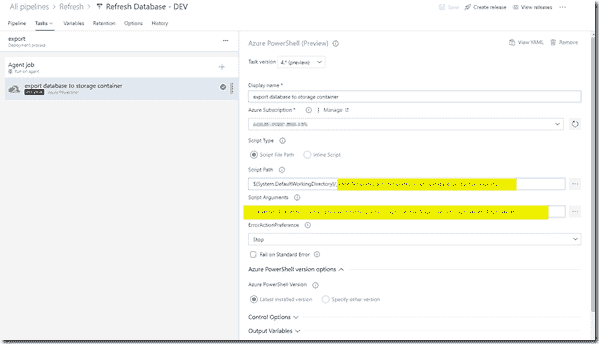 All pipelines > Refresh > Refresh Database - DEV
Save Create release View releases ...
Pipeline Tasks Variables Retention Options History
export
Deployment process
Agent job
Run on agent
export database to storage container
Azure PowerShell
Azure PowerShell (Preview)
View YAML Remove
Task version 4.* (preview)
Display name *
export database to storage container
Azure Subscription * | Manage
Script Type
Script File Path Inline Script
Script Path
$(System.DefaultWorkingDirectory)/
Script Arguments
ErrorActionPreference
Stop
Fail on Standard Error
Azure PowerShell version options
Azure PowerShell Version
Latest installed version Specify other version
Control Options
Output Variables